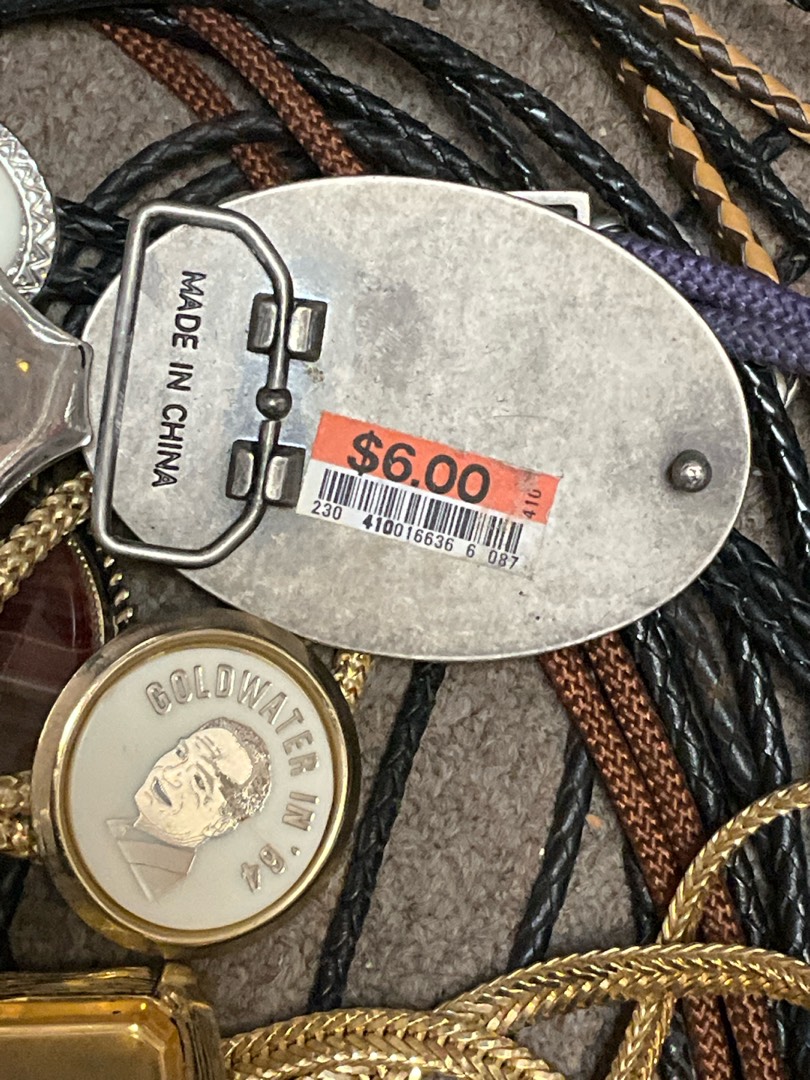 MADE IN CHINA
$6.00
410
230 410016636 6 087
GOLDWATER IN '64